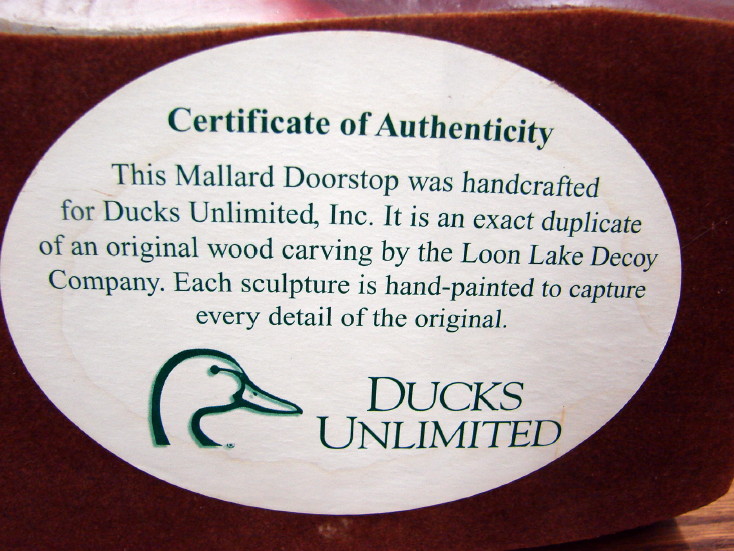 Certificate of Authenticity
This Mallard Doorstop was handcrafted
for Ducks Unlimited, Inc. It is an exact duplicate
of an original wood carving by the Loon Lake Decoy
Company. Each sculpture is hand-painted to capture
every detail of the original.
DUCKS
UNLIMITED